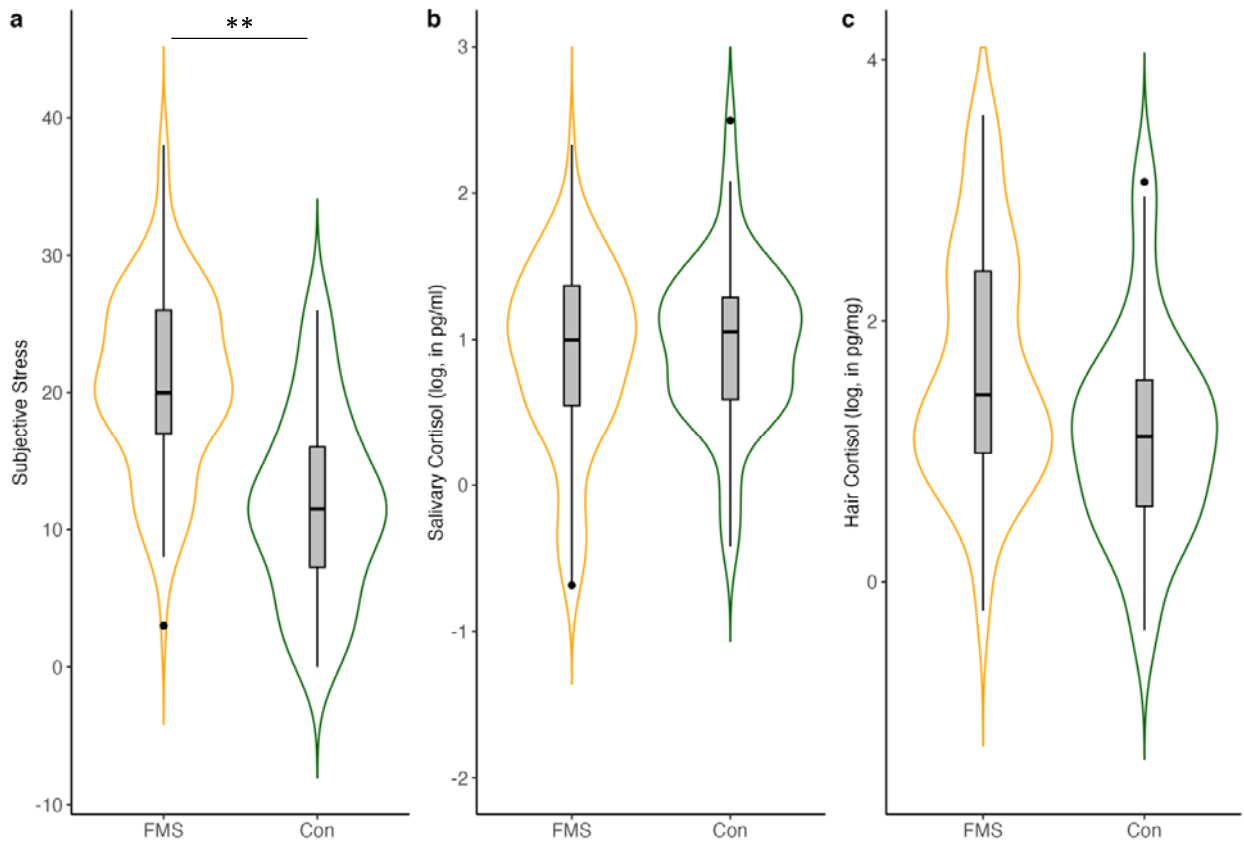 a
**
Subjective Stress
40
30
20
10
0
-10
FMS
Con
b
Salivary Cortisol (log, in pg/ml)
3
2
1
0
-1
-2
FMS
Con
c
Hair Cortisol (log, in pg/mg)
4
2
0
FMS
Con